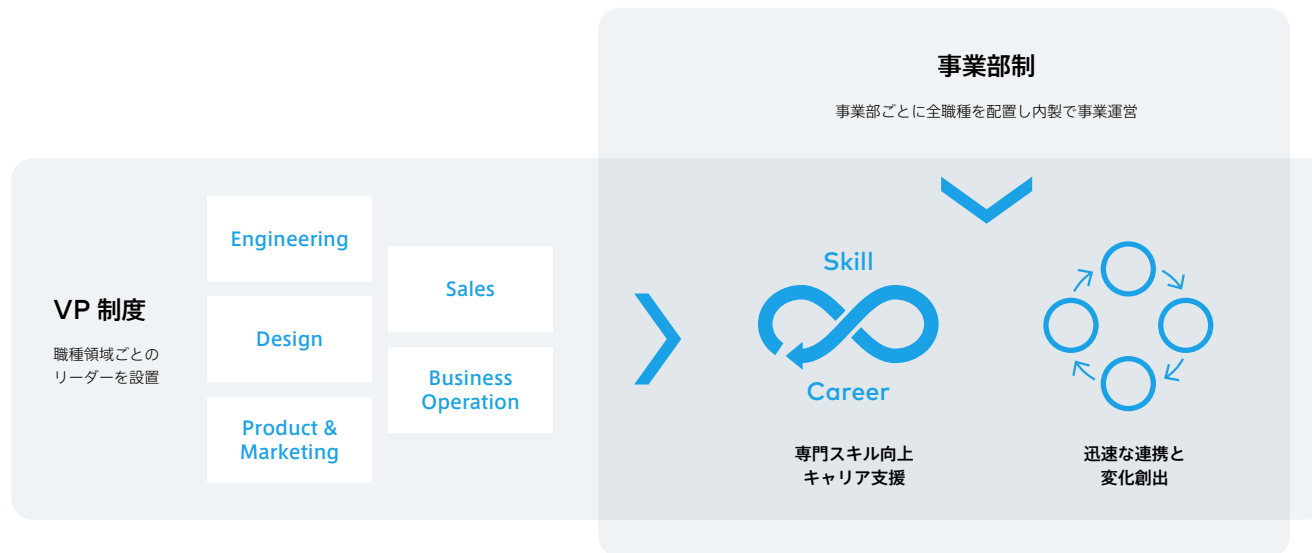 事業部制
事業部ごとに全職種を配置し内製で事業運営
VP 制度
職種領域ごとの
リーダーを設置
Engineering
Design
Product &
Marketing
Sales
Business
Operation
Skill
Career
専門スキル向上
キャリア支援
迅速な連携と
変化創出